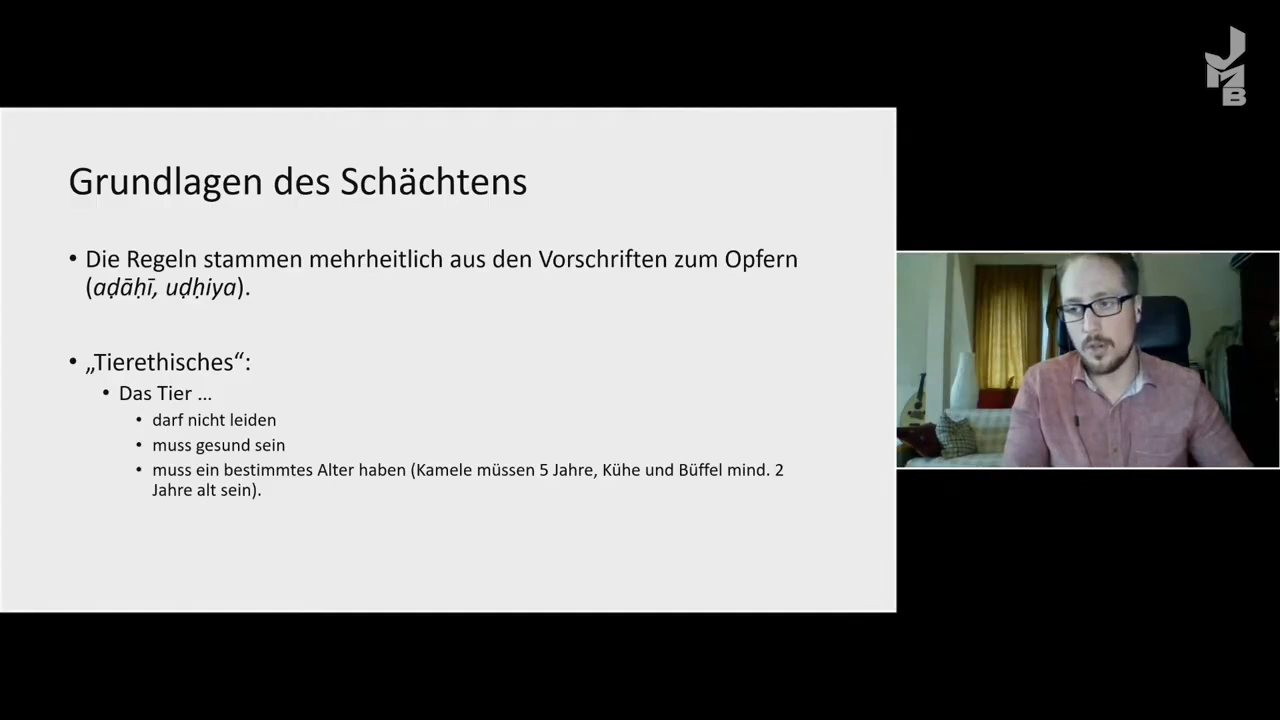 JMB
Grundlagen des Schächtens
• Die Regeln stammen mehrheitlich aus den Vorschriften zum Opfern
(aḍāḥī, uḍḥiya).
• „Tierethisches“:
• Das Tier ...
• darf nicht leiden
• muss gesund sein
• muss ein bestimmtes Alter haben (Kamele müssen 5 Jahre, Kühe und Büffel mind. 2
Jahre alt sein).